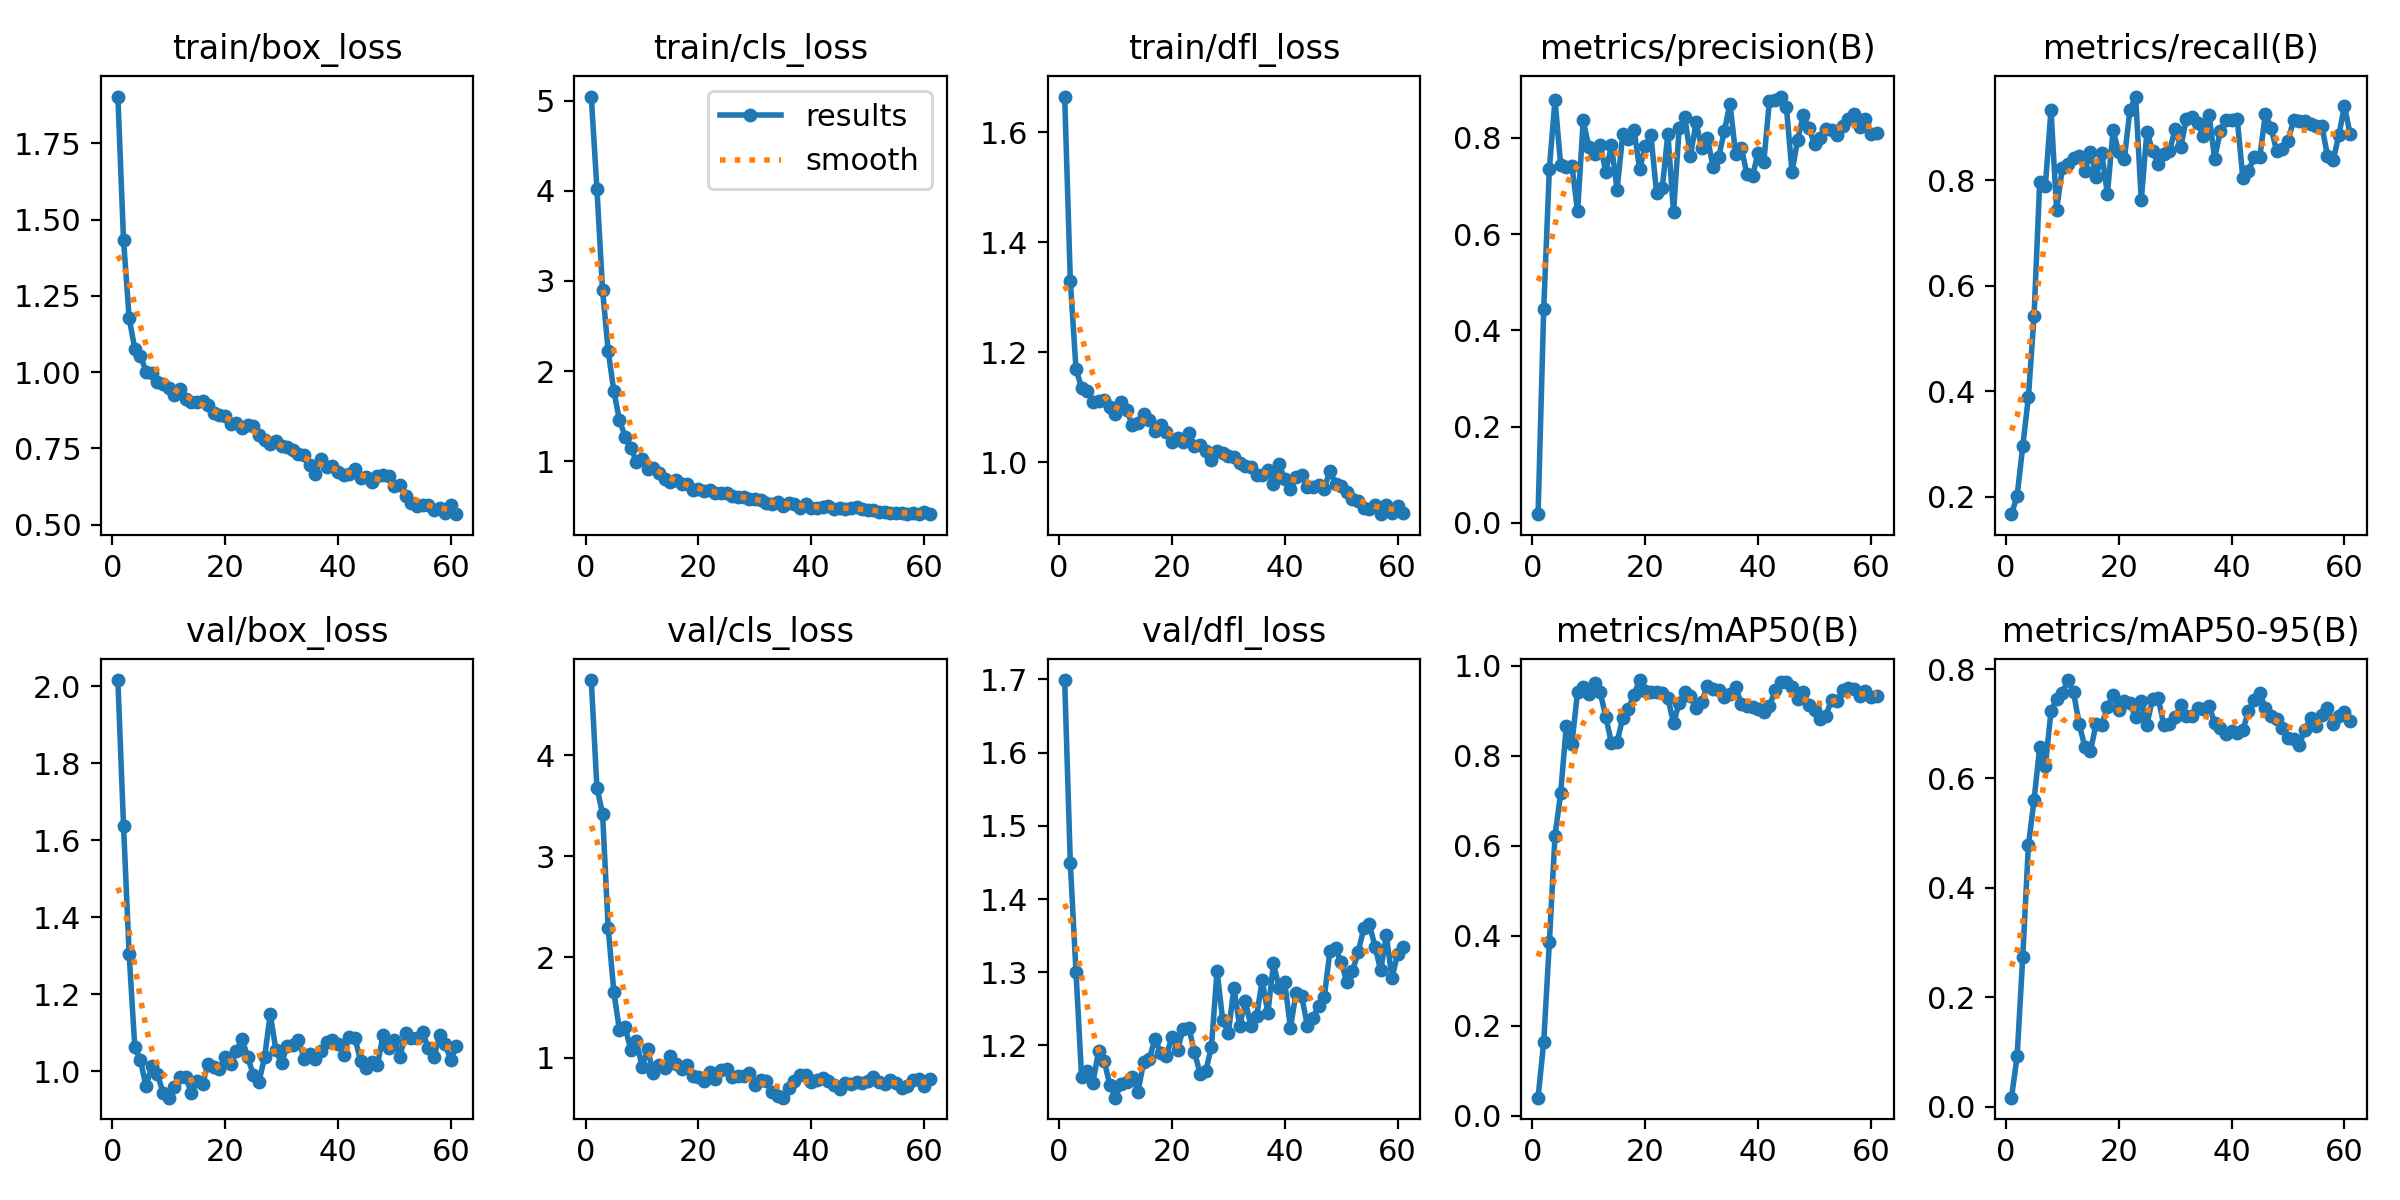 train/box_loss
1.75
1.50
1.25
1.00
0.75
0.50
0 20 40 60
train/cls_loss
results
smooth
5
4
3
2
1
0 20 40 60
train/dfl_loss
1.6
1.4
1.2
1.0
0 20 40 60
metrics/precision(B)
0.8
0.6
0.4
0.2
0.0
0 20 40 60
metrics/recall(B)
0.8
0.6
0.4
0.2
0 20 40 60
val/box_loss
2.0
1.8
1.6
1.4
1.2
1.0
0 20 40 60
val/cls_loss
4
3
2
1
0 20 40 60
val/dfl_loss
1.7
1.6
1.5
1.4
1.3
1.2
0 20 40 60
metrics/mAP50(B)
1.0
0.8
0.6
0.4
0.2
0.0
0 20 40 60
metrics/mAP50-95(B)
0.8
0.6
0.4
0.2
0.0
0 20 40 60